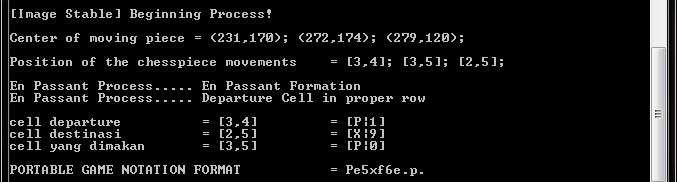 [Image Stable] Beginning Process!
Center of moving piece = (231,170); (272,174); (279,120);
Position of the chesspiece movements = [3,4]; [3,5]; [2,5];
En Passant Process..... En Passant Formation
En Passant Process..... Departure Cell in proper row
cell departure = [3,4] = [P¦1]
cell destinasi = [2,5] = [X¦9]
cell yang dimakan = [3,5] = [P¦0]
PORTABLE GAME NOTATION FORMAT = Pe5xf6e.p.